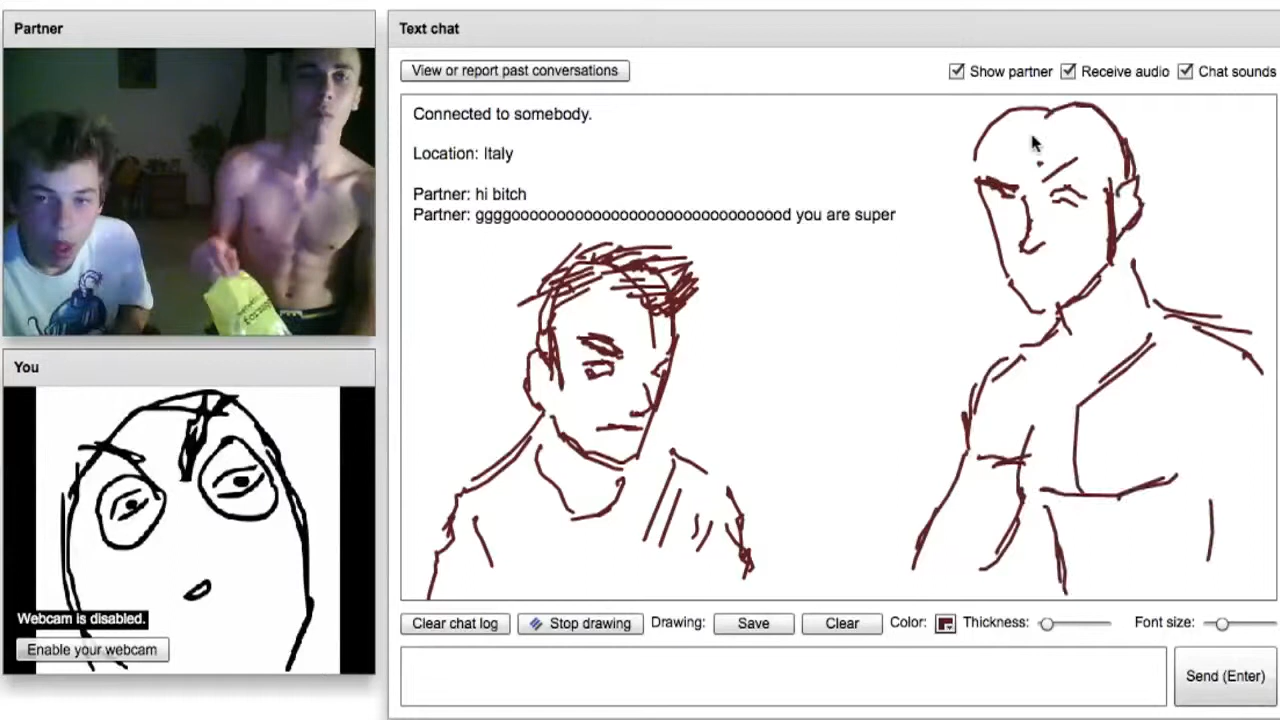 Partner
Text chat
View or report past conversations
Show partner
Receive audio
Chat sounds
Connected to somebody.
Location: Italy
Partner: hi bitch
Partner: ggggooooooooooooooooooooooooooooooood you are super
You
Webcam is disabled.
Enable your webcam
Clear chat log
Stop drawing
Drawing:
Save
Clear
Color:
Thickness:
Font size:
Send (Enter)